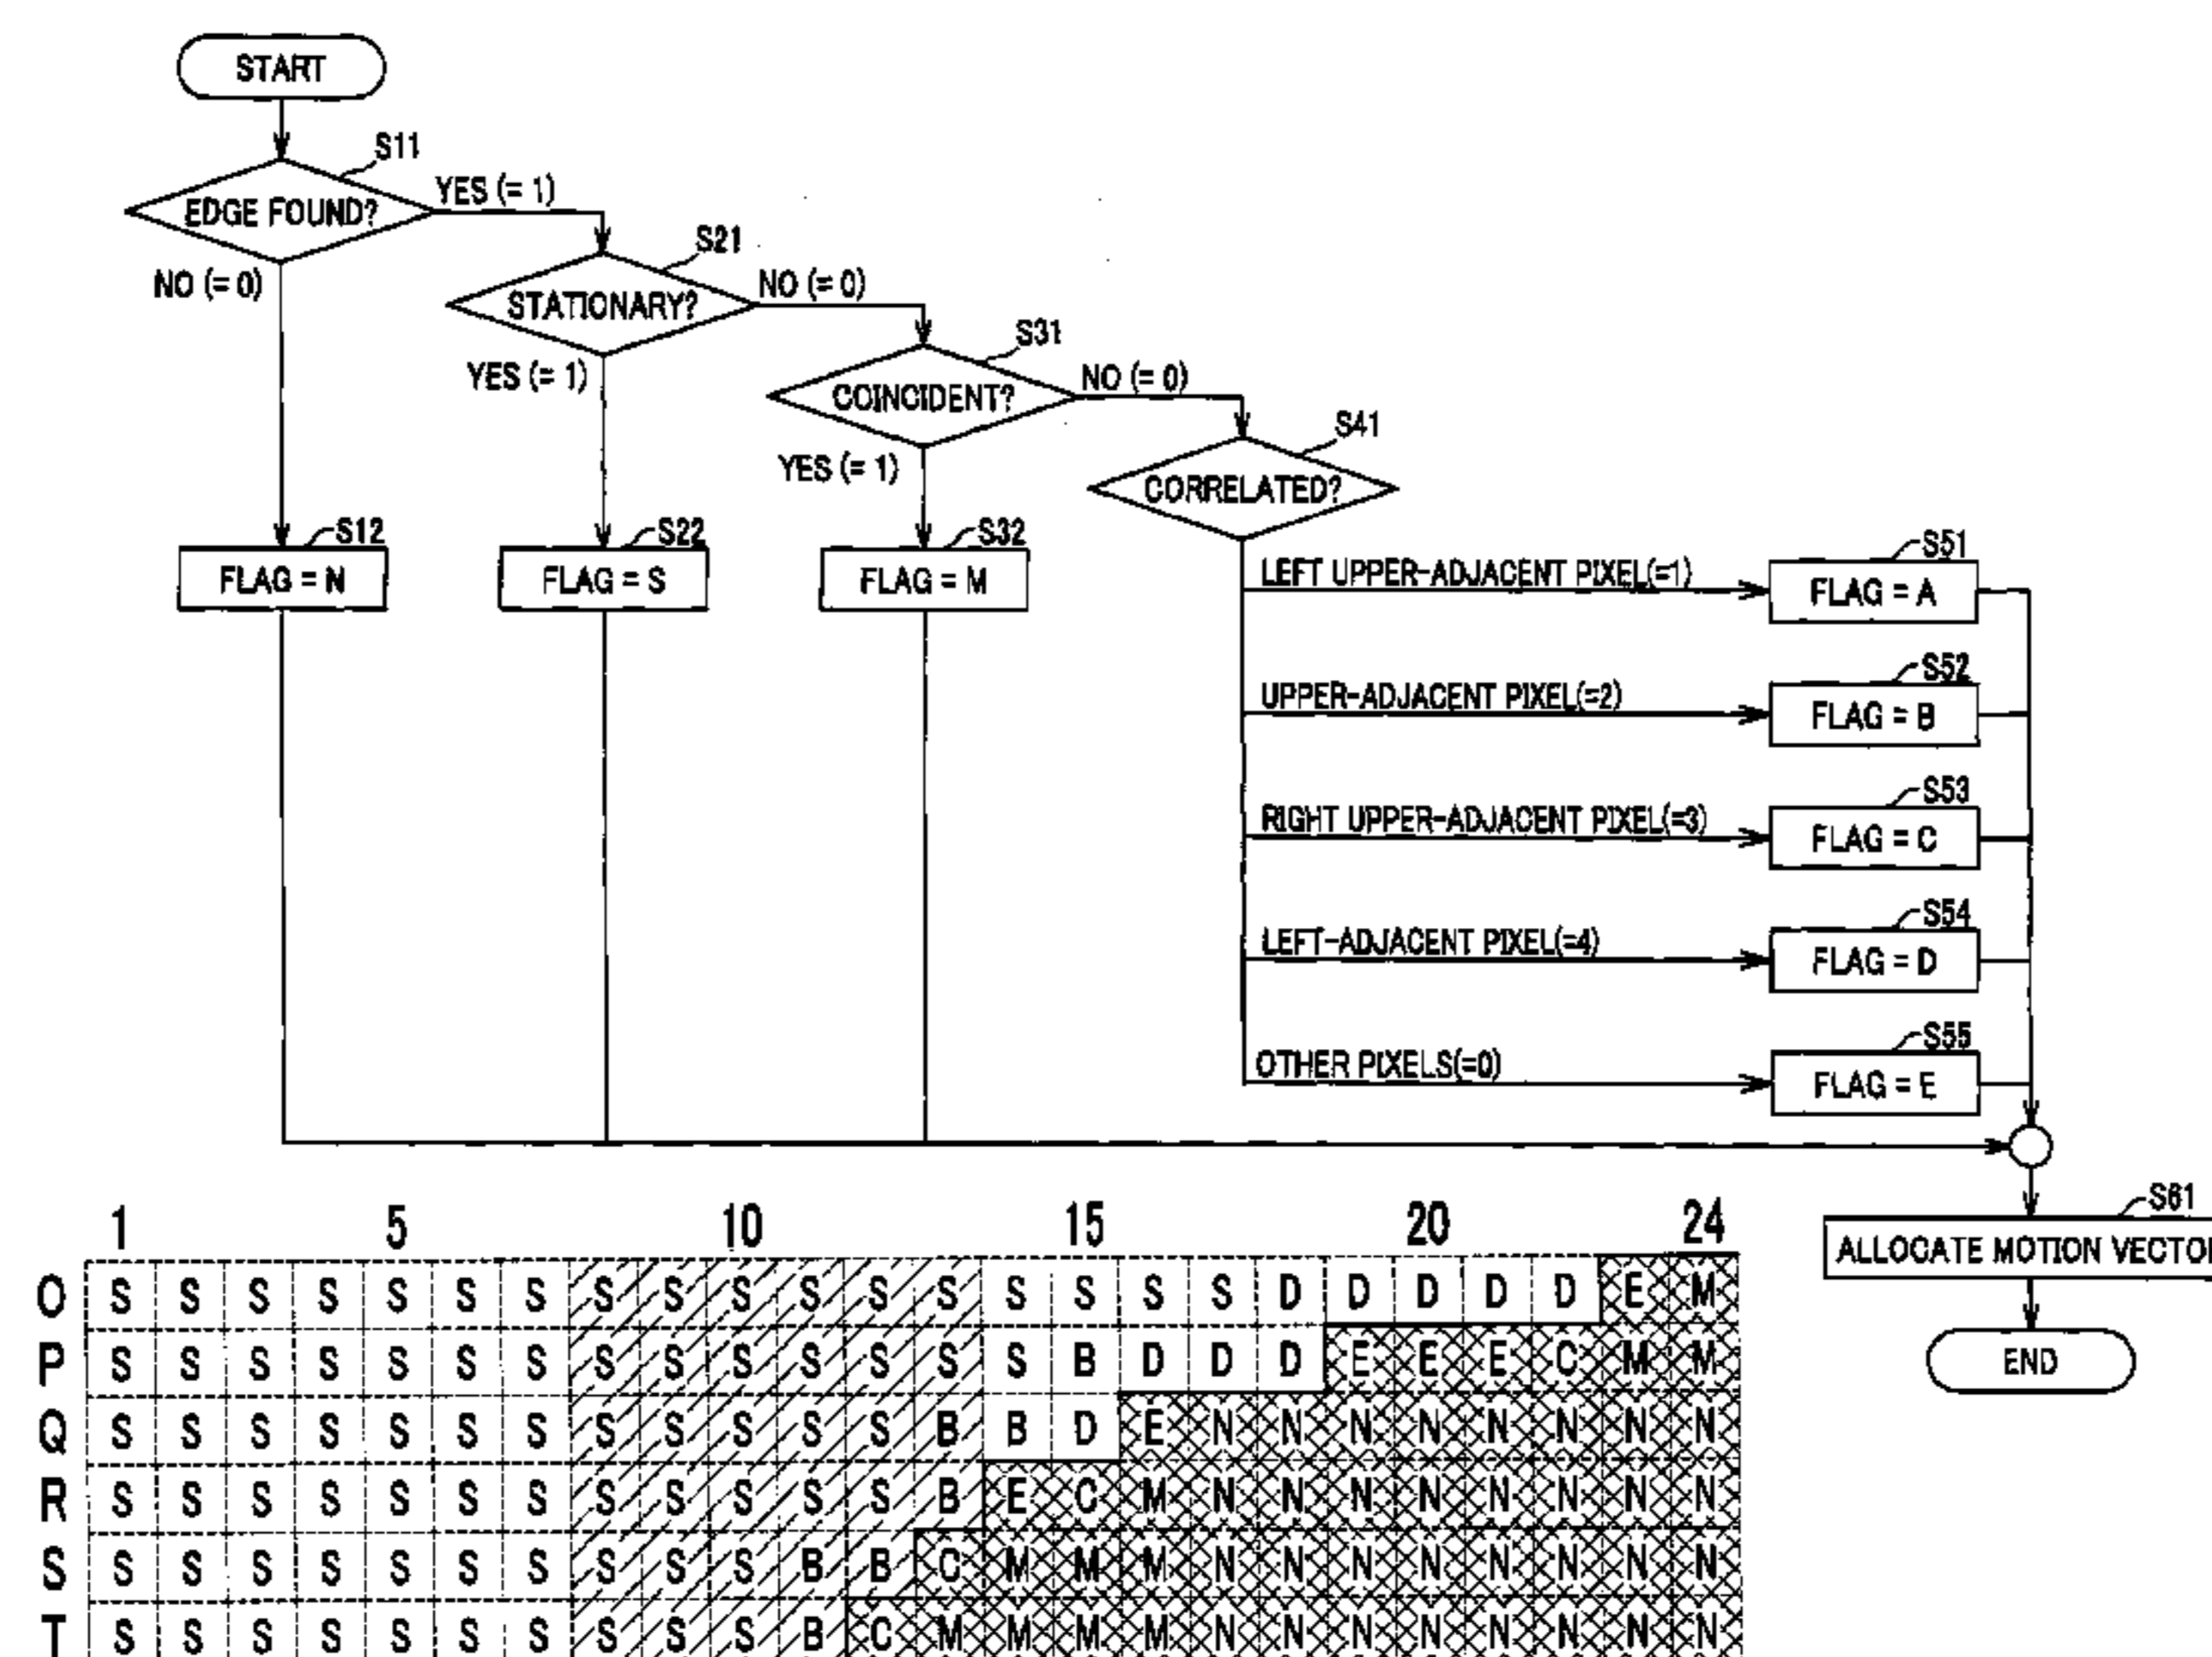 START
S11
EDGE FOUND?
YES (= 1)
NO (= 0)
S21
STATIONARY?
NO (= 0)
YES (= 1)
S31
COINCIDENT?
NO (= 0)
YES (= 1)
S41
CORRELATED?
S12
FLAG = N
S22
FLAG = S
S32
FLAG = M
LEFT UPPER-ADJACENT PIXEL(=1)
S51
FLAG = A
UPPER-ADJACENT PIXEL(=2)
S52
FLAG = B
RIGHT UPPER-ADJACENT PIXEL(=3)
S53
FLAG = C
LEFT-ADJACENT PIXEL(=4)
S54
FLAG = D
OTHER PIXELS(=0)
S55
FLAG = E
S61
ALLOCATE MOTION VECTO
END
1 5 10 15 20 24
O S S S S S S S S S S S S S S S S S D D D D D E M
P S S S S S S S S S S S S S S B D D D E E E C M M
Q S S S S S S S S S S S S B B D E N N N N N N N N
R S S S S S S S S S S S S B E C M N N N N N N N N
S S S S S S S S S S S B B C M M M N N N N N N N N
T S S S S S S S S S S B C M M M M N N N N N N N N